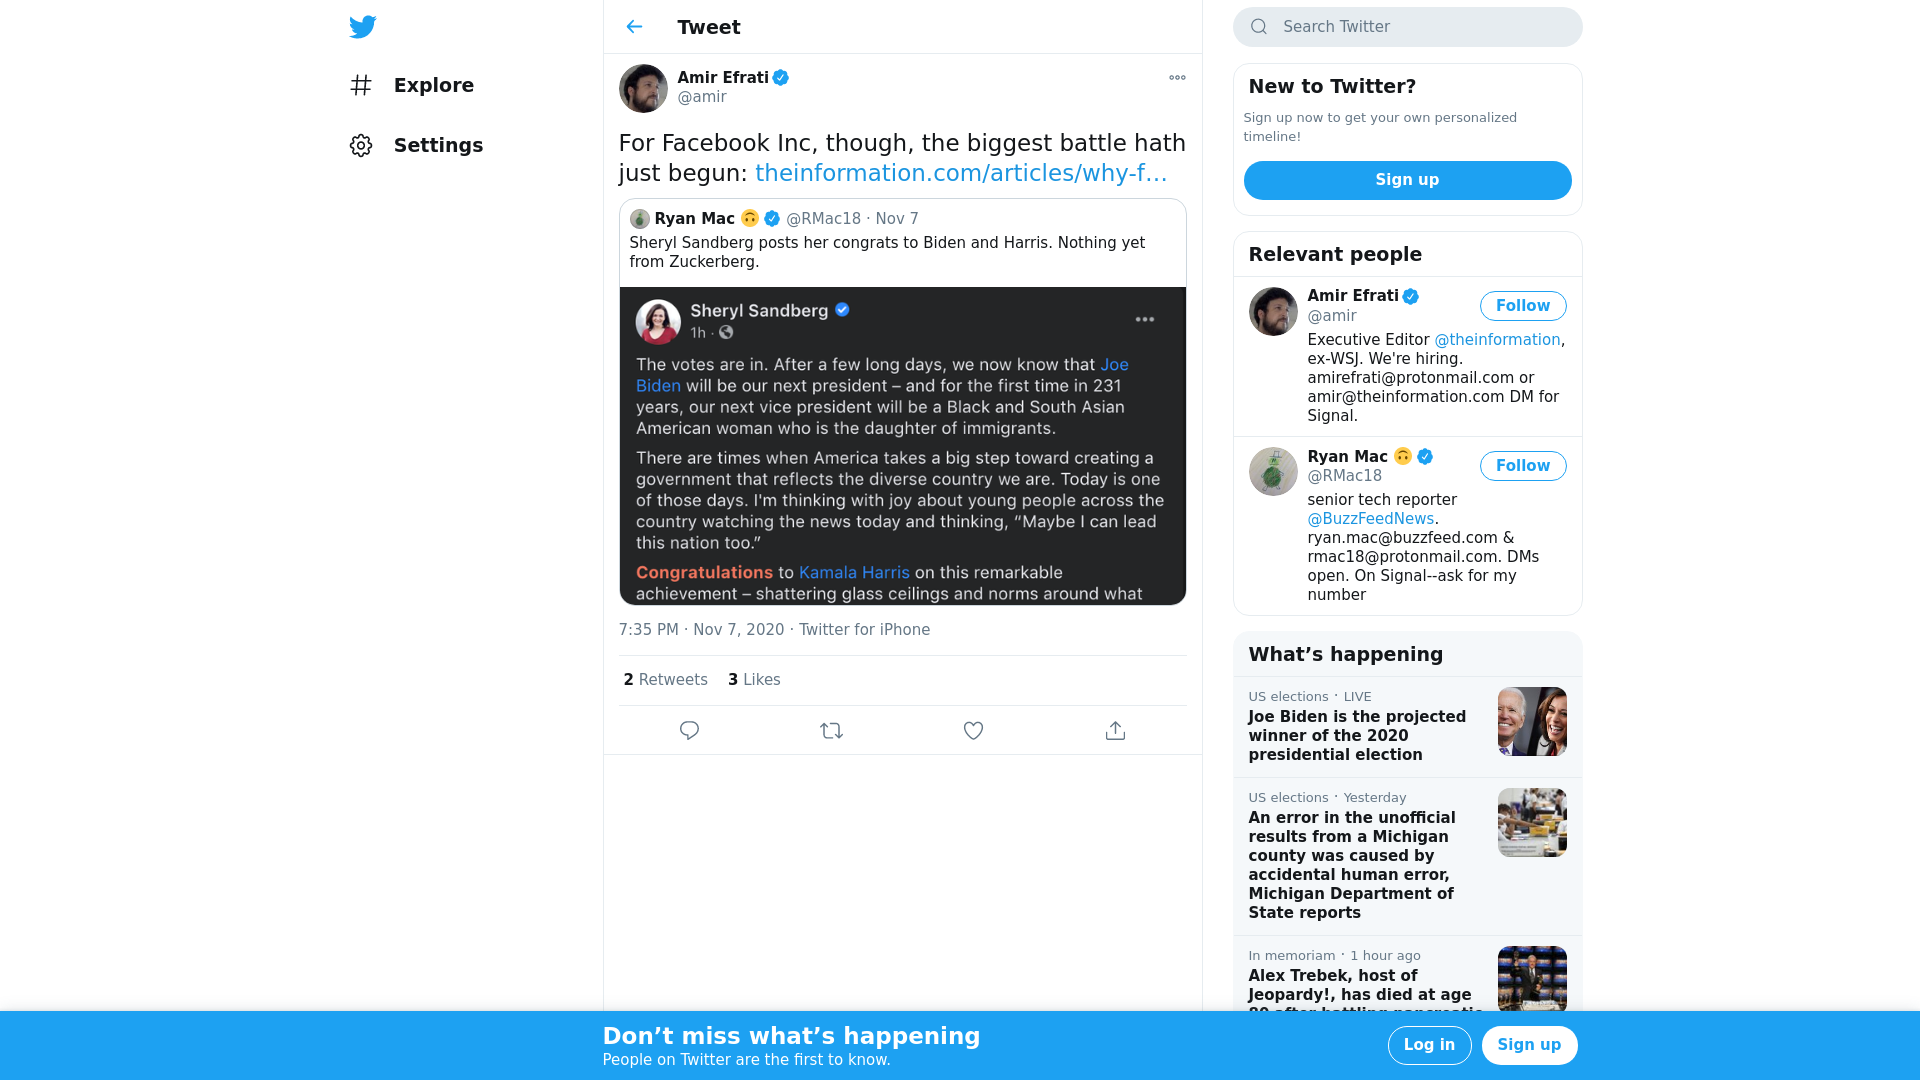 Explore
Settings
Tweet
Amir Efrati
@amir
For Facebook Inc, though, the biggest battle hath
just begun: theinformation.com/articles/why-f…
Ryan Mac 🙃 @RMac18 · Nov 7
Sheryl Sandberg posts her congrats to Biden and Harris. Nothing yet
from Zuckerberg.
Sheryl Sandberg
1h ·
The votes are in. After a few long days, we now know that Joe
Biden will be our next president – and for the first time in 231
years, our next vice president will be a Black and South Asian
American woman who is the daughter of immigrants.
There are times when America takes a big step toward creating a
government that reflects the diverse country we are. Today is one
of those days. I'm thinking with joy about young people across the
country watching the news today and thinking, “Maybe I can lead
this nation too.”
Congratulations to Kamala Harris on this remarkable
achievement – shattering glass ceilings and norms around what
7:35 PM · Nov 7, 2020 · Twitter for iPhone
2 Retweets 3 Likes
Search Twitter
New to Twitter?
Sign up now to get your own personalized
timeline!
Sign up
Relevant people
Amir Efrati
@amir
Follow
Executive Editor @theinformation,
ex-WSJ. We're hiring.
amirefrati@protonmail.com or
amir@theinformation.com DM for
Signal.
Ryan Mac 🙃
@RMac18
Follow
senior tech reporter
@BuzzFeedNews.
ryan.mac@buzzfeed.com &
rmac18@protonmail.com. DMs
open. On Signal--ask for my
number
What’s happening
US elections · LIVE
Joe Biden is the projected
winner of the 2020
presidential election
US elections · Yesterday
An error in the unofficial
results from a Michigan
county was caused by
accidental human error,
Michigan Department of
State reports
In memoriam · 1 hour ago
Alex Trebek, host of
Jeopardy!, has died at age
80 after battling pancreatic
Don’t miss what’s happening
People on Twitter are the first to know.
Log in
Sign up